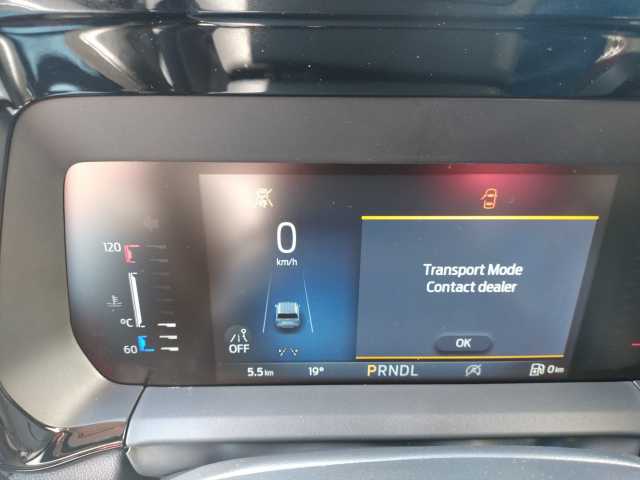 120
°C
60
0
km/h
OFF
Transport Mode
Contact dealer
OK
5.5 km
19°
PRNDL
0 km